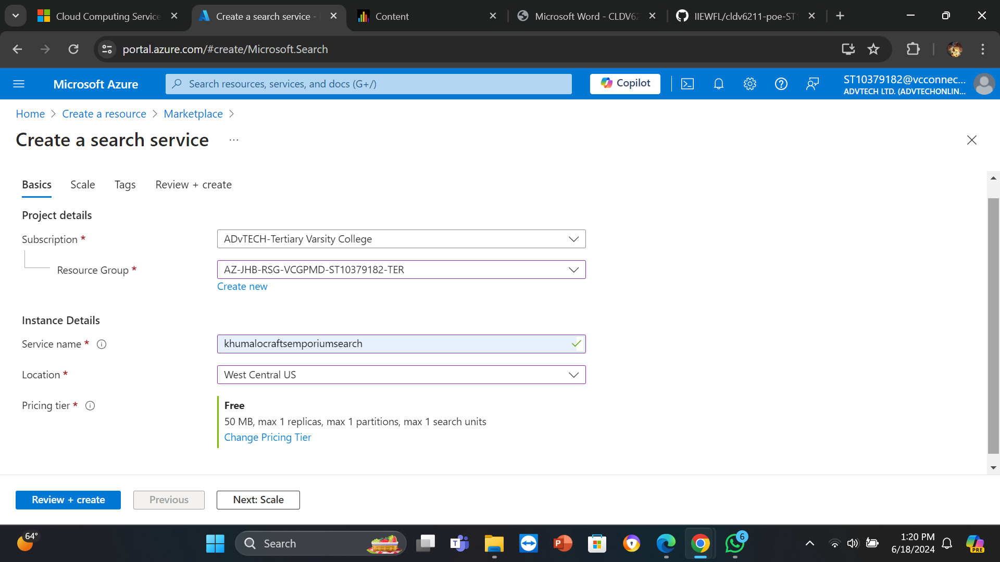 Cloud Computing Service
Create a search service -
Content
Microsoft Word - CLDV62
IIEWFL/cldv6211-poe-ST1
portal.azure.com/#create/Microsoft.Search
Microsoft Azure
Search resources, services, and docs (G+/)
Copilot
ST10379182@vcconnec...
ADVTECH LTD. (ADVTECHONLIN...
Home > Create a resource > Marketplace >
Create a search service ...
Basics
Scale
Tags
Review + create
Project details
Subscription *
ADvTECH-Tertiary Varsity College
Resource Group *
AZ-JHB-RSG-VCGPMD-ST10379182-TER
Create new
Instance Details
Service name *
khumalocraftsemporiumsearch
Location *
West Central US
Pricing tier *
Free
50 MB, max 1 replicas, max 1 partitions, max 1 search units
Change Pricing Tier
Review + create
Previous
Next: Scale
64°
Search
6
1:20 PM
6/18/2024
PRE